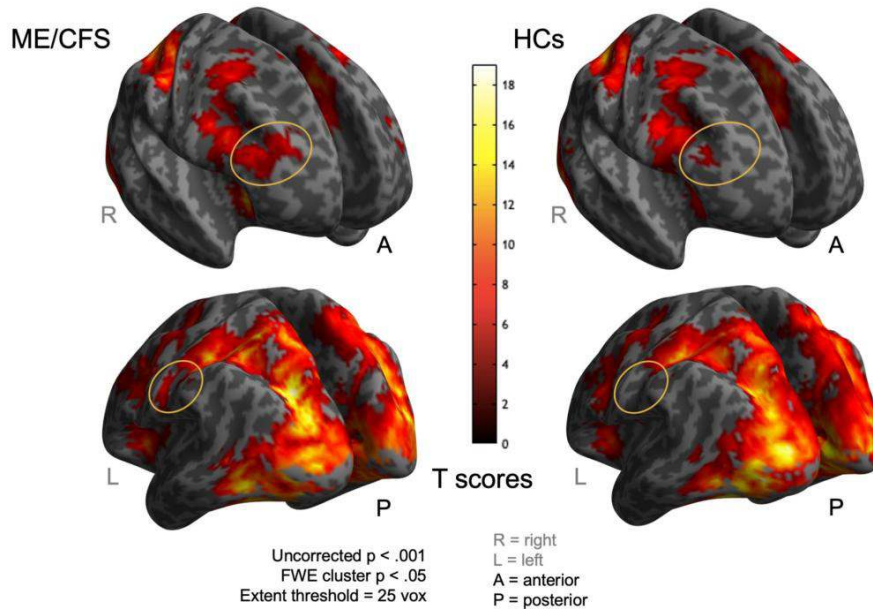 ME/CFS
HCs
18
16
14
12
10
8
6
4
2
0
R
A
R
A
L
P
T scores
L
P
Uncorrected p < .001
FWE cluster p < .05
Extent threshold = 25 vox
R = right
L = left
A = anterior
P = posterior